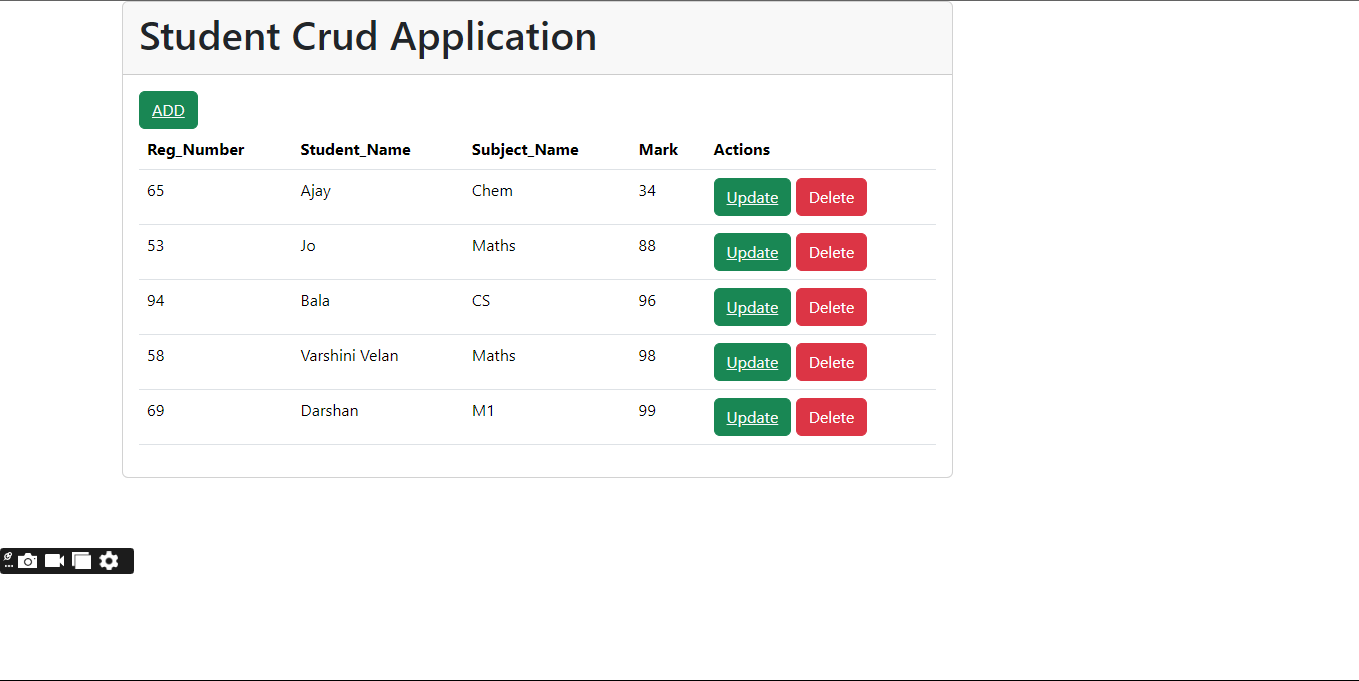 Student Crud Application
ADD
Reg_Number Student_Name Subject_Name Mark Actions
65 Ajay Chem 34 Update Delete
53 Jo Maths 88 Update Delete
94 Bala CS 96 Update Delete
58 Varshini Velan Maths 98 Update Delete
69 Darshan M1 99 Update Delete